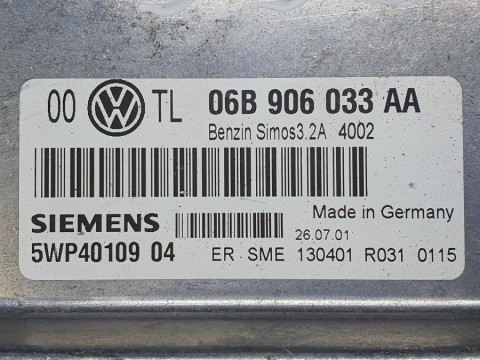 00 VW TL 06B 906 033 AA
Benzin Simos3.2A 4002
SIEMENS
Made in Germany
26.07.01
5WP40109 04
ER SME 130401 R031 0115